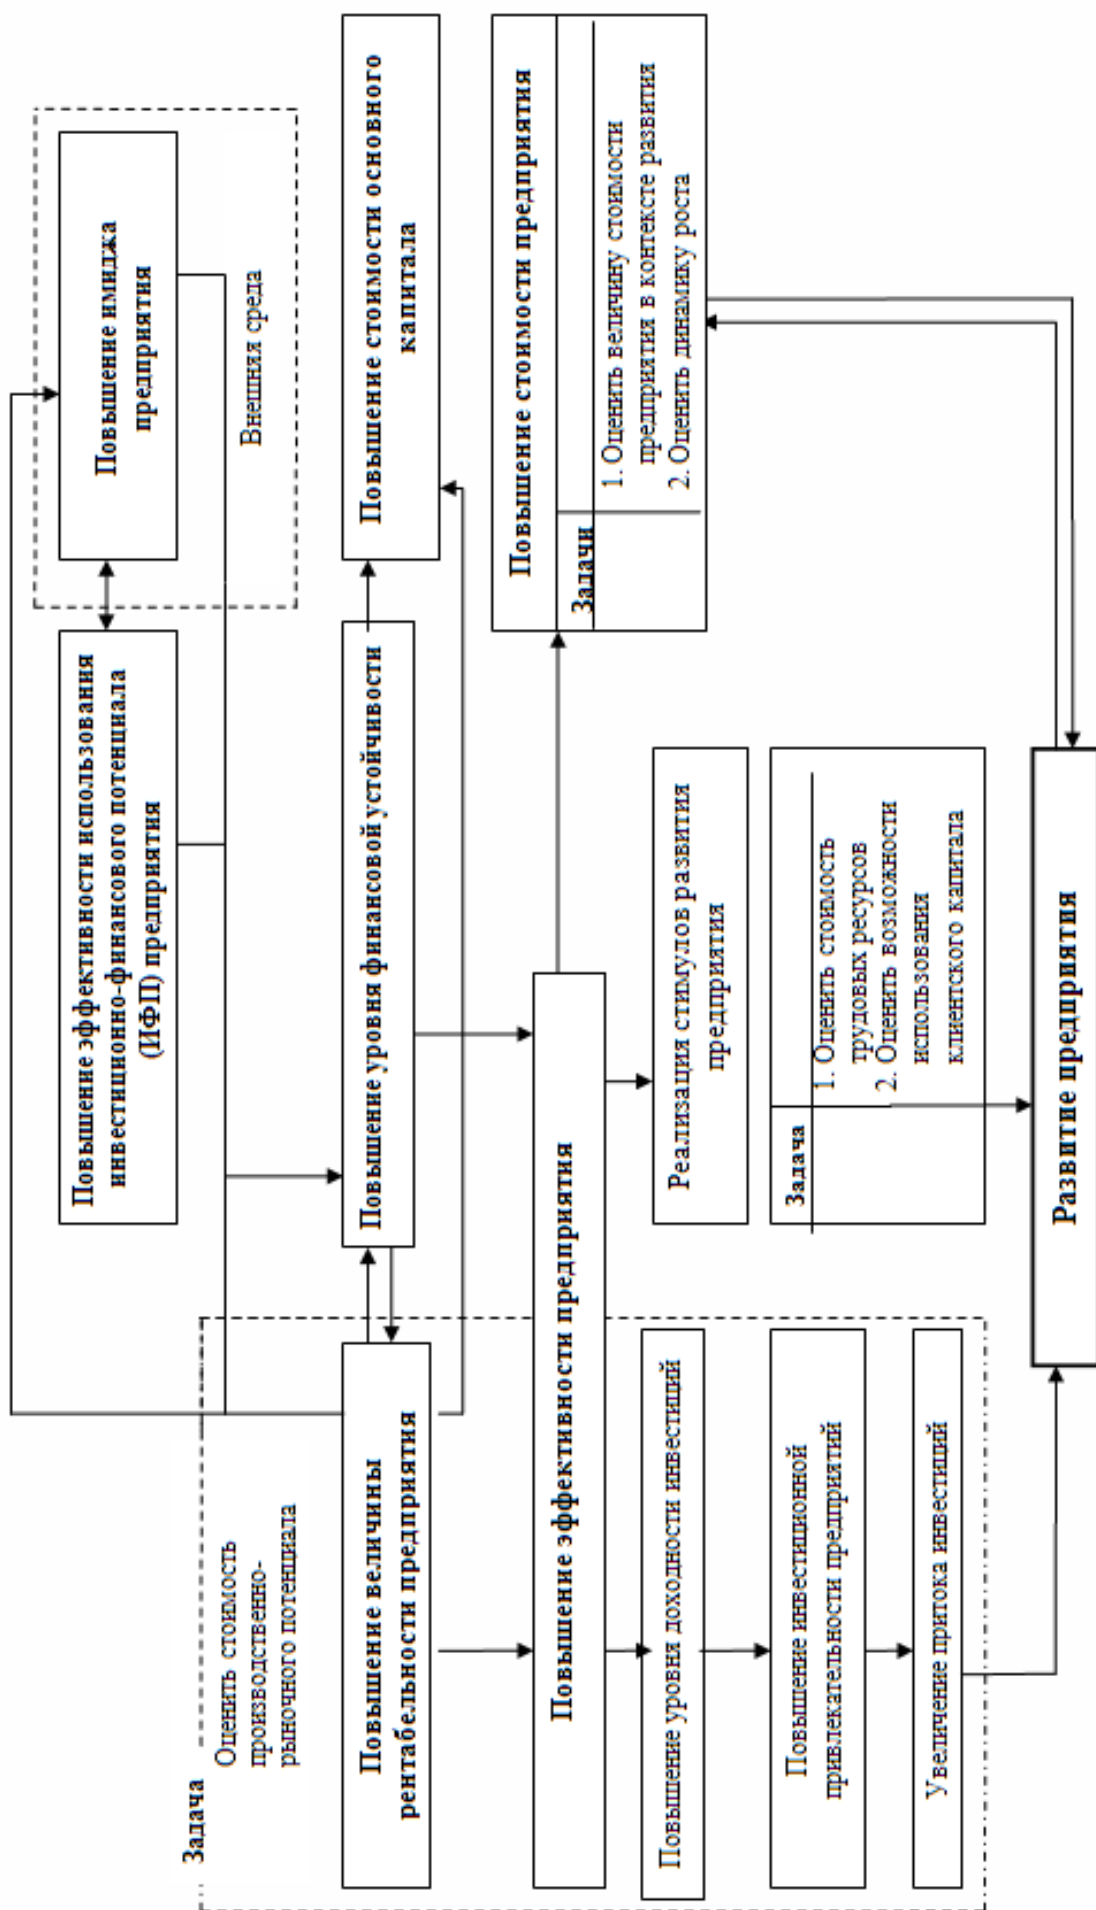 Задача
Оценить стоимость
производственно-
рыночного потенциала
Повышение эффективности использования
инвестиционно-финансового потенциала
(ИФП) предприятия
Повышение имиджа
предприятия
Внешняя среда
Повышение величины
рентабельности предприятия
Повышение уровня финансовой устойчивости
Повышение стоимости основного
капитала
Повышение эффективности предприятия
Повышение стоимости предприятия
Задачи
1. Оценить величину стоимости
предприятия в контексте развития
2. Оценить динамику роста
Повышение уровня доходности инвестиций
Реализация стимулов развития
предприятия
Повышение инвестиционной
привлекательности предприятий
Задача
1. Оценить стоимость
трудовых ресурсов
2. Оценить возможности
использования
клиентского капитала
Увеличение притока инвестиций
Развитие предприятия